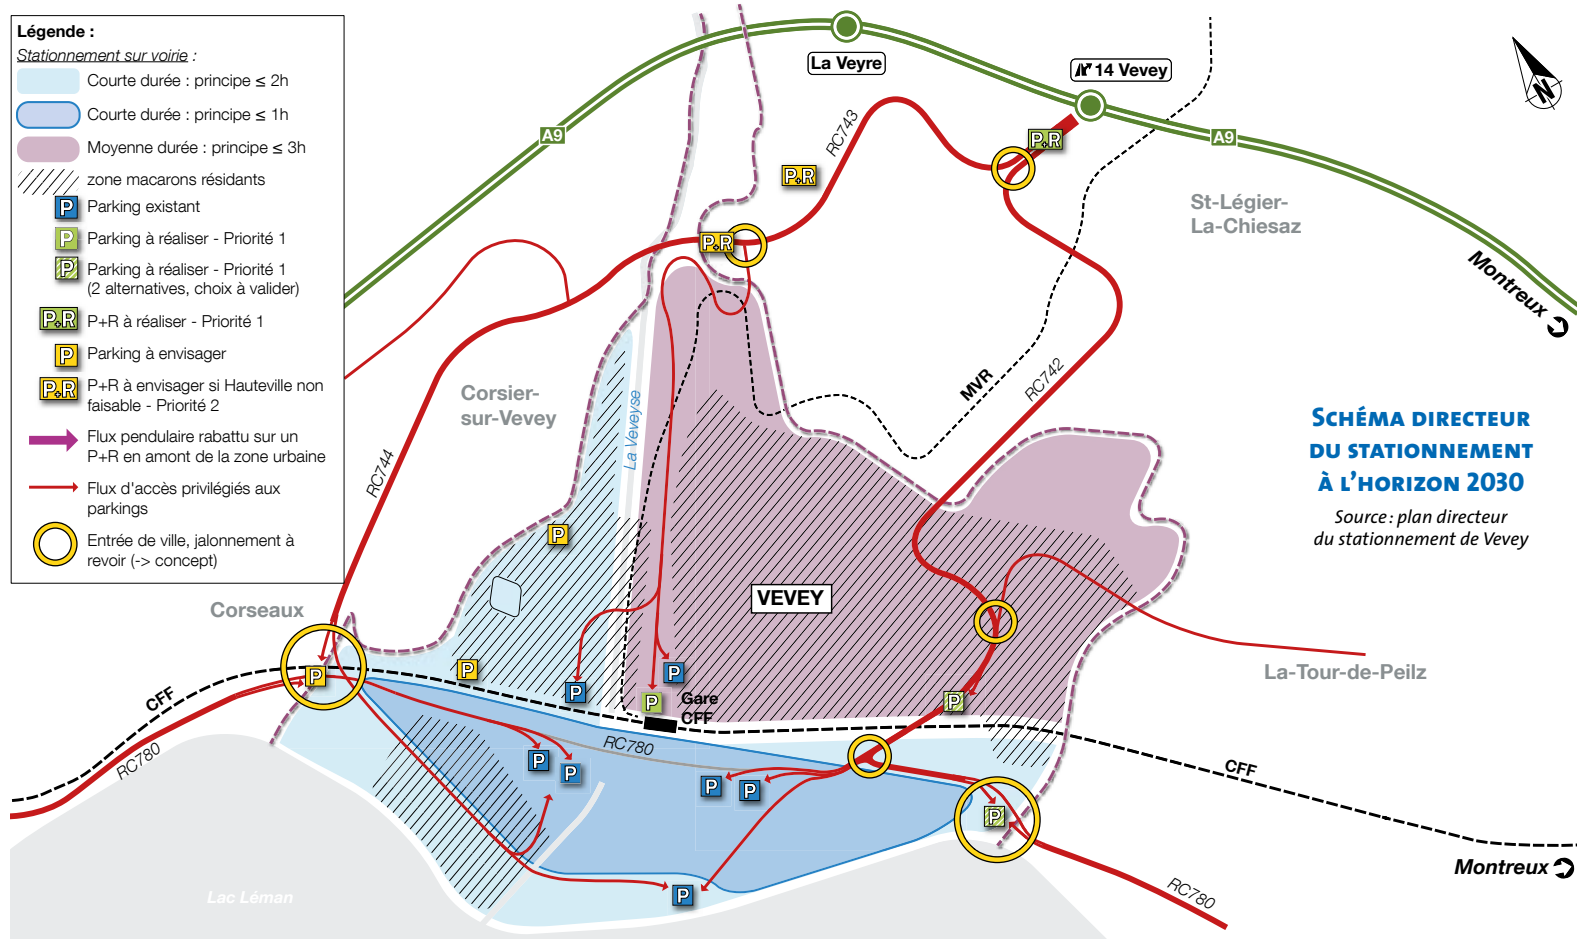 Légende :
Stationnement sur voirie :
Courte durée : principe ≤ 2h
Courte durée : principe ≤ 1h
Moyenne durée : principe ≤ 3h
zone macarons résidants
P Parking existant
P Parking à réaliser - Priorité 1
P Parking à réaliser - Priorité 1
(2 alternatives, choix à valider)
P+R P+R à réaliser - Priorité 1
P Parking à envisager
P+R P+R à envisager si Hauteville non
faisable - Priorité 2
Flux pendulaire rabattu sur un
P+R en amont de la zone urbaine
Flux d'accès privilégiés aux
parkings
Entrée de ville, jalonnement à
revoir (-> concept)
La Veyre
14 Vevey
A9
A9
RC743
P+R
P+R
P+R
N
St-Légier-
La-Chiesaz
Montreux
MVR
RC742
Corsier-
sur-Vevey
La Veveyse
RC744
Schéma directeur
du stationnement
à l'horizon 2030
Source : plan directeur
du stationnement de Vevey
P
VEVEY
Corseaux
La-Tour-de-Peilz
P
P
P
P
P
P
P
Gare
CFF
CFF
RC780
RC780
P
P
P
P
CFF
P
P
Montreux
RC780
Lac Léman